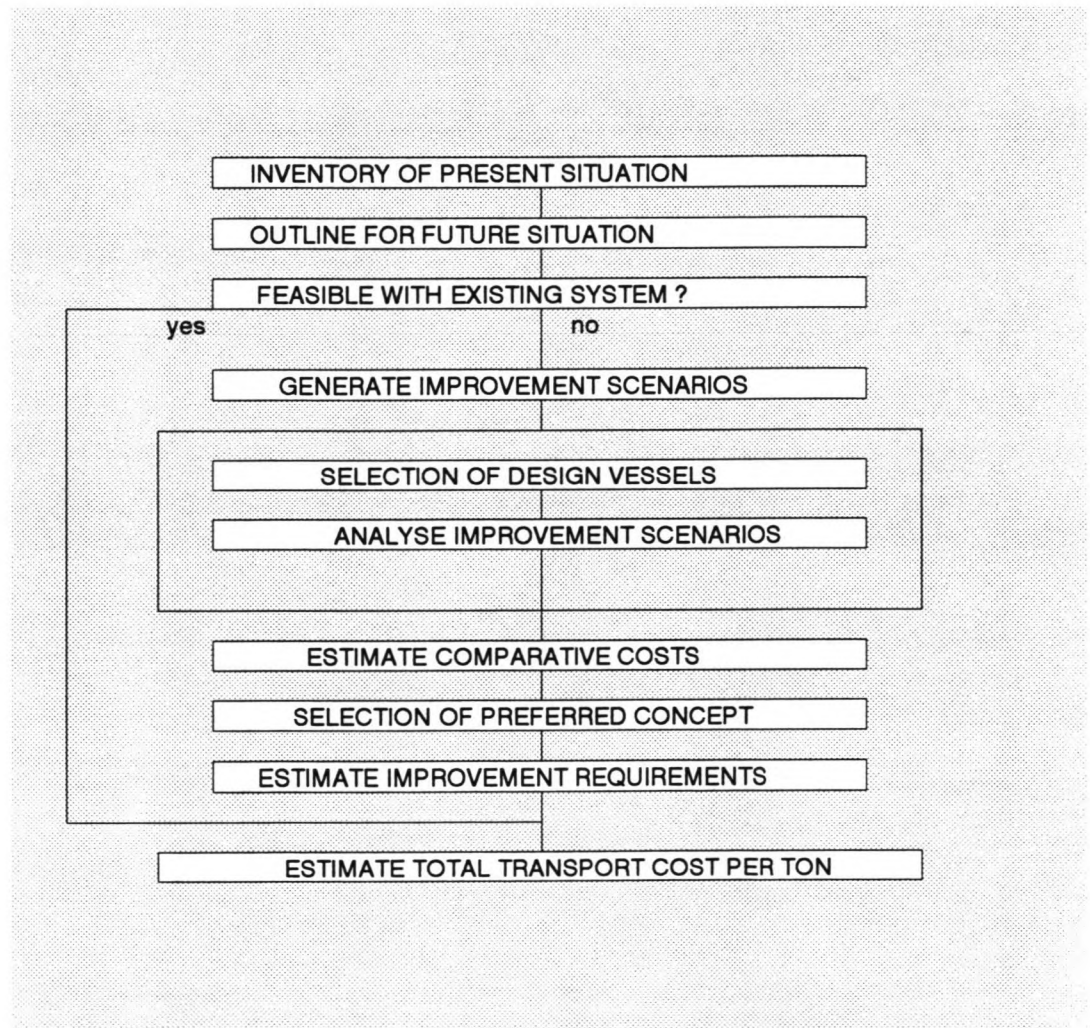 INVENTORY OF PRESENT SITUATION
OUTLINE FOR FUTURE SITUATION
FEASIBLE WITH EXISTING SYSTEM ?
yes
no
GENERATE IMPROVEMENT SCENARIOS
SELECTION OF DESIGN VESSELS
ANALYSE IMPROVEMENT SCENARIOS
ESTIMATE COMPARATIVE COSTS
SELECTION OF PREFERRED CONCEPT
ESTIMATE IMPROVEMENT REQUIREMENTS
ESTIMATE TOTAL TRANSPORT COST PER TON